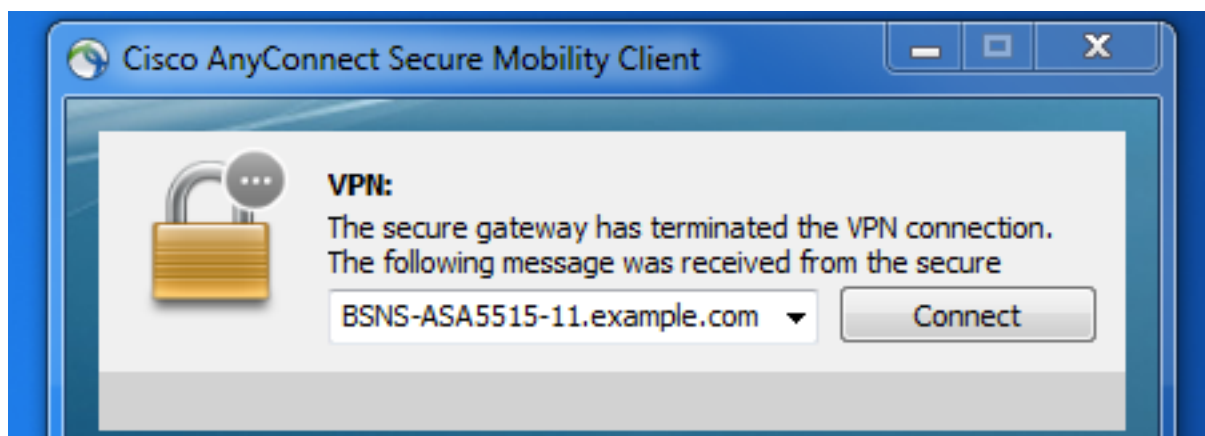 Cisco AnyConnect Secure Mobility Client
VPN:
The secure gateway has terminated the VPN connection.
The following message was received from the secure
BSNS-ASA5515-11.example.com
Connect